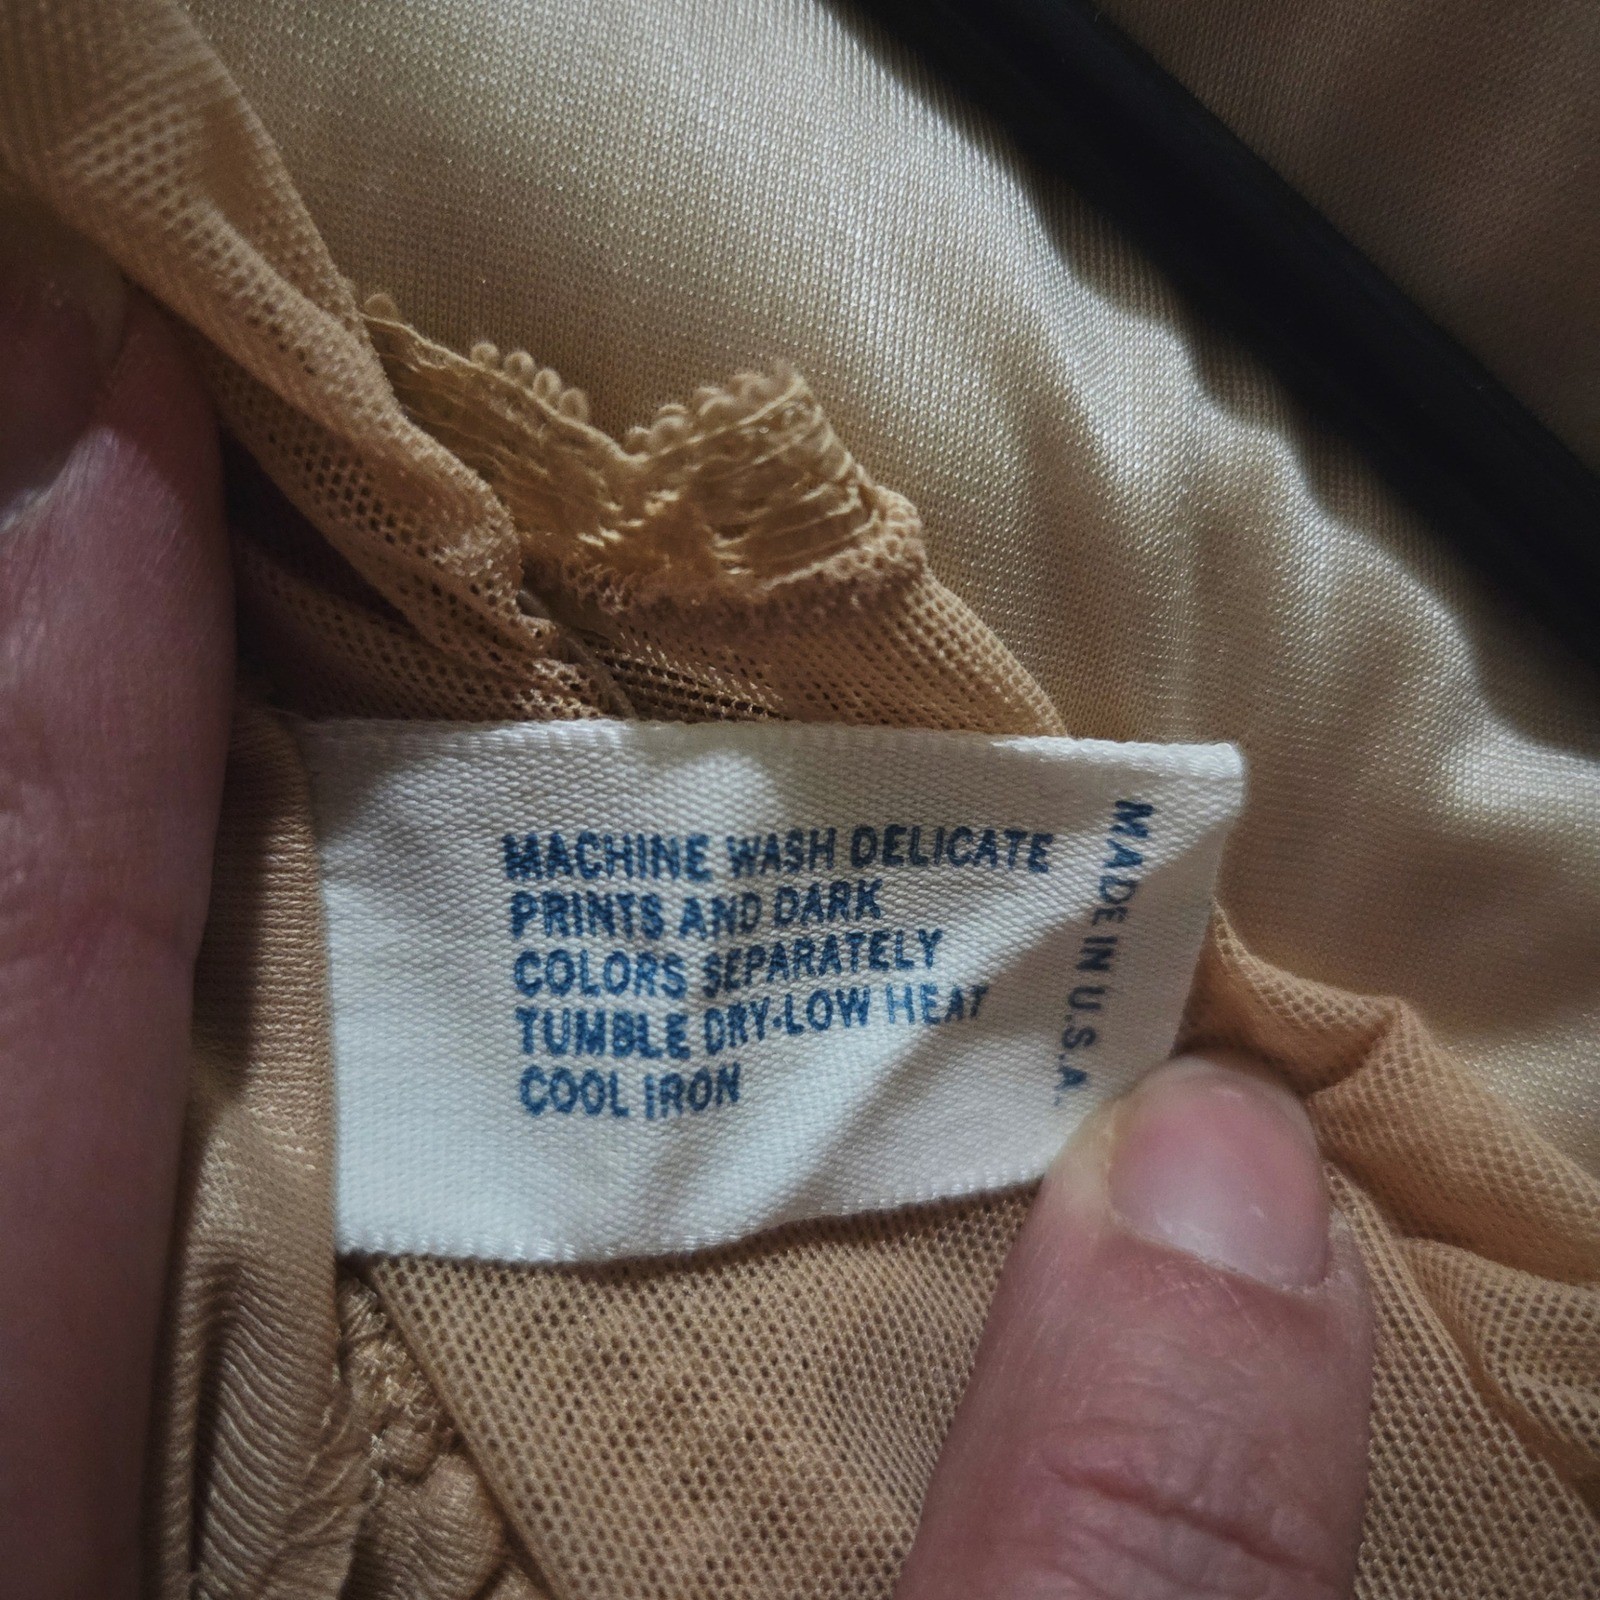 MACHINE WASH DELICATE
PRINTS AND DARK
COLORS SEPARATELY
TUMBLE DRY-LOW HEAT
COOL IRON
MADE IN U.S.A.